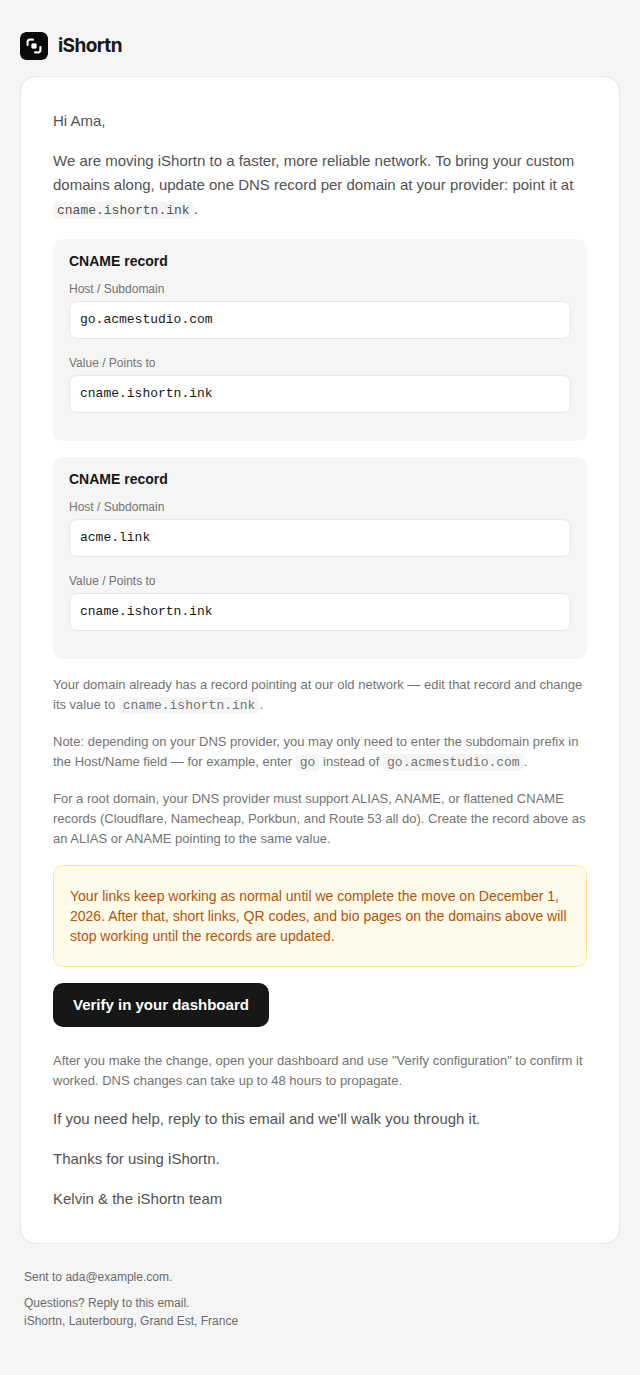 iShortn
Hi Ama,
We are moving iShortn to a faster, more reliable network. To bring your custom
domains along, update one DNS record per domain at your provider: point it at
cname.ishortn.ink.
CNAME record
Host / Subdomain
go.acmestudio.com
Value / Points to
cname.ishortn.ink
CNAME record
Host / Subdomain
acme.link
Value / Points to
cname.ishortn.ink
Your domain already has a record pointing at our old network — edit that record and change
its value to cname.ishortn.ink.
Note: depending on your DNS provider, you may only need to enter the subdomain prefix in
the Host/Name field — for example, enter go instead of go.acmestudio.com.
For a root domain, your DNS provider must support ALIAS, ANAME, or flattened CNAME
records (Cloudflare, Namecheap, Porkbun, and Route 53 all do). Create the record above as
an ALIAS or ANAME pointing to the same value.
Your links keep working as normal until we complete the move on December 1,
2026. After that, short links, QR codes, and bio pages on the domains above will
stop working until the records are updated.
Verify in your dashboard
After you make the change, open your dashboard and use "Verify configuration" to confirm it
worked. DNS changes can take up to 48 hours to propagate.
If you need help, reply to this email and we'll walk you through it.
Thanks for using iShortn.
Kelvin & the iShortn team
Sent to ada@example.com.
Questions? Reply to this email.
iShortn, Lauterbourg, Grand Est, France